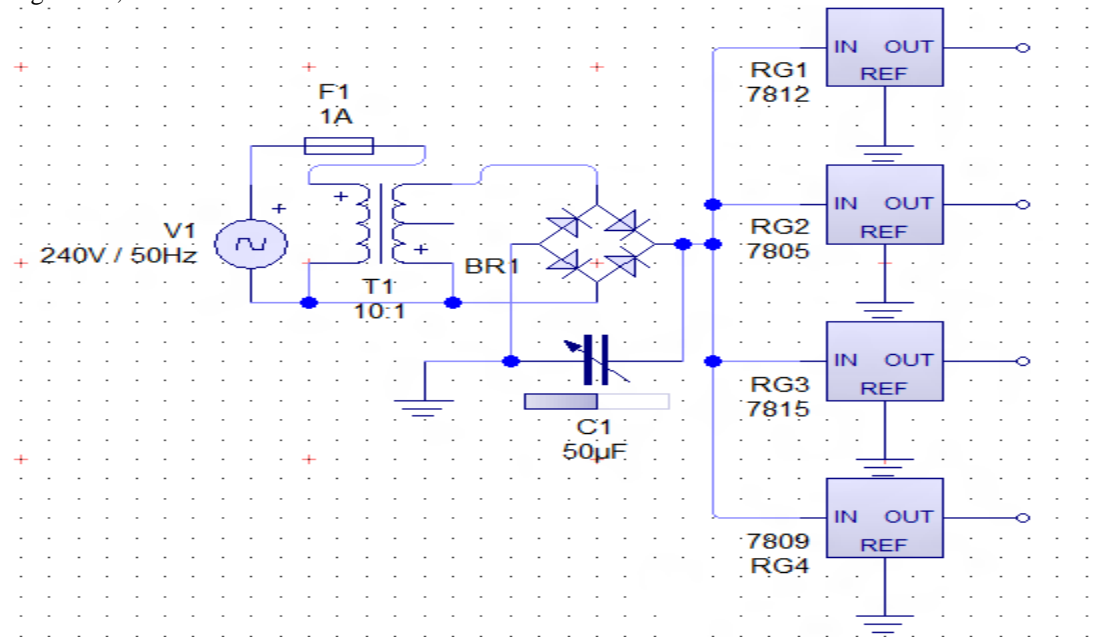 F1
1A
+
V1
240V / 50Hz
+
+
T1
10:1
BR1
C1
50µF
IN OUT
REF
RG1
7812
IN OUT
REF
RG2
7805
IN OUT
REF
RG3
7815
IN OUT
REF
7809
RG4